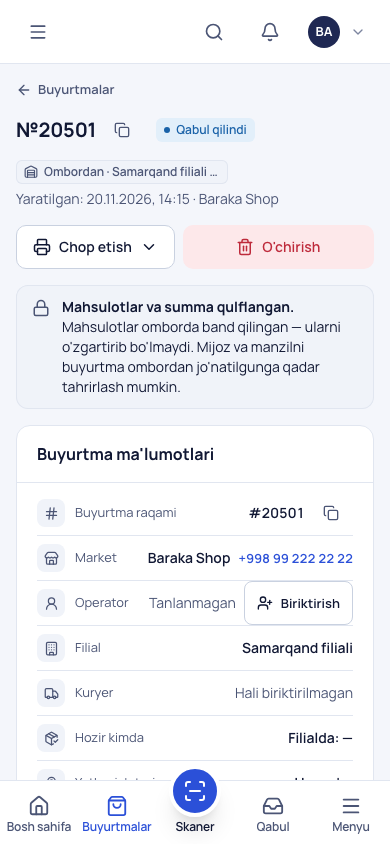 BA
Buyurtmalar
№20501
Qabul qilindi
Ombordan · Samarqand filiali ...
Yaratilgan: 20.11.2026, 14:15 · Baraka Shop
Chop etish
O'chirish
Mahsulotlar va summa qulflangan.
Mahsulotlar omborda band qilingan — ularni
o'zgartirib bo'lmaydi. Mijoz va manzilni
buyurtma ombordan jo'natilgunga qadar
tahrirlash mumkin.
Buyurtma ma'lumotlari
Buyurtma raqami #20501
Market Baraka Shop +998 99 222 22 22
Operator Tanlanmagan Biriktirish
Filial Samarqand filiali
Kuryer Hali biriktirilmagan
Hozir kimda Filialda: —
Bosh sahifa Buyurtmalar Skaner Qabul Menyu